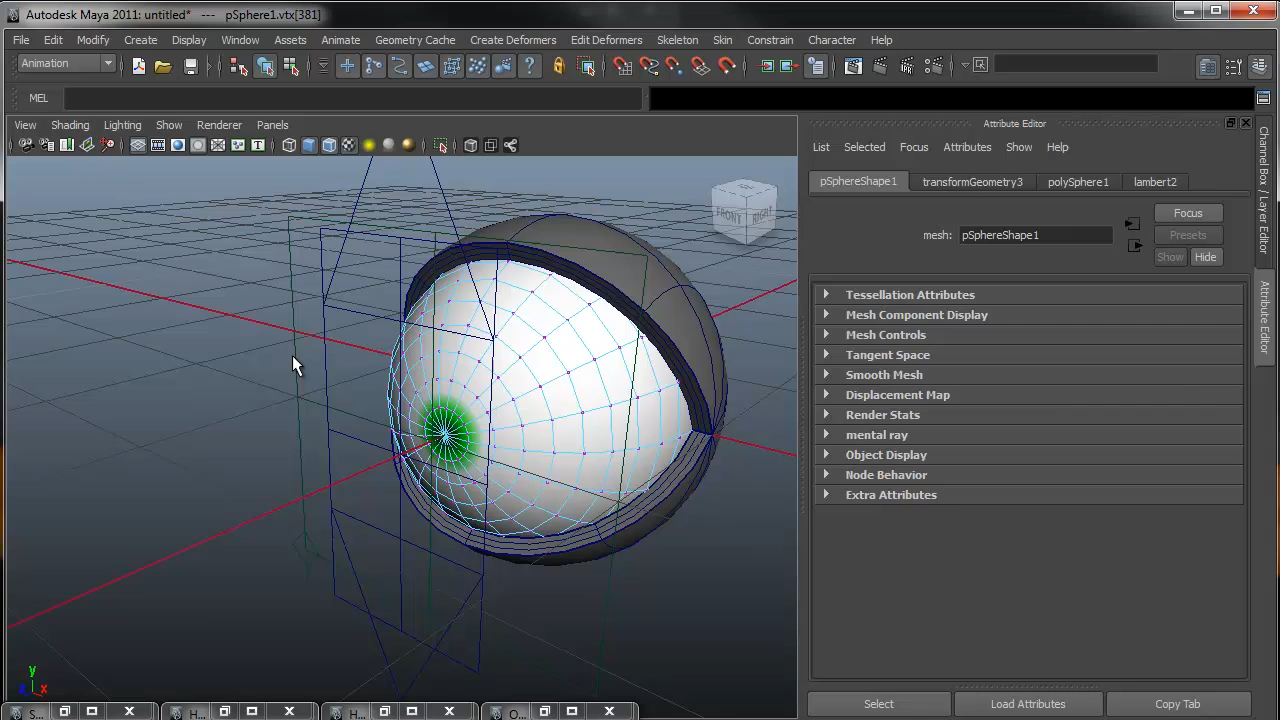 Autodesk Maya 2011: untitled* --- pSphere1.vtx[381]
File Edit Modify Create Display Window Assets Animate Geometry Cache Create Deformers Edit Deformers Skeleton Skin Constrain Character Help
Animation
MEL
View Shading Lighting Show Renderer Panels
Attribute Editor
List Selected Focus Attributes Show Help
pSphereShape1 transformGeometry3 polySphere1 lambert2
Focus
mesh: pSphereShape1
Presets
Show Hide
Tessellation Attributes
Mesh Component Display
Mesh Controls
Tangent Space
Smooth Mesh
Displacement Map
Render Stats
mental ray
Object Display
Node Behavior
Extra Attributes
Select Load Attributes Copy Tab
Channel Box / Layer Editor
Attribute Editor
FRONT RIGHT
y
z x
S... H... H... O...